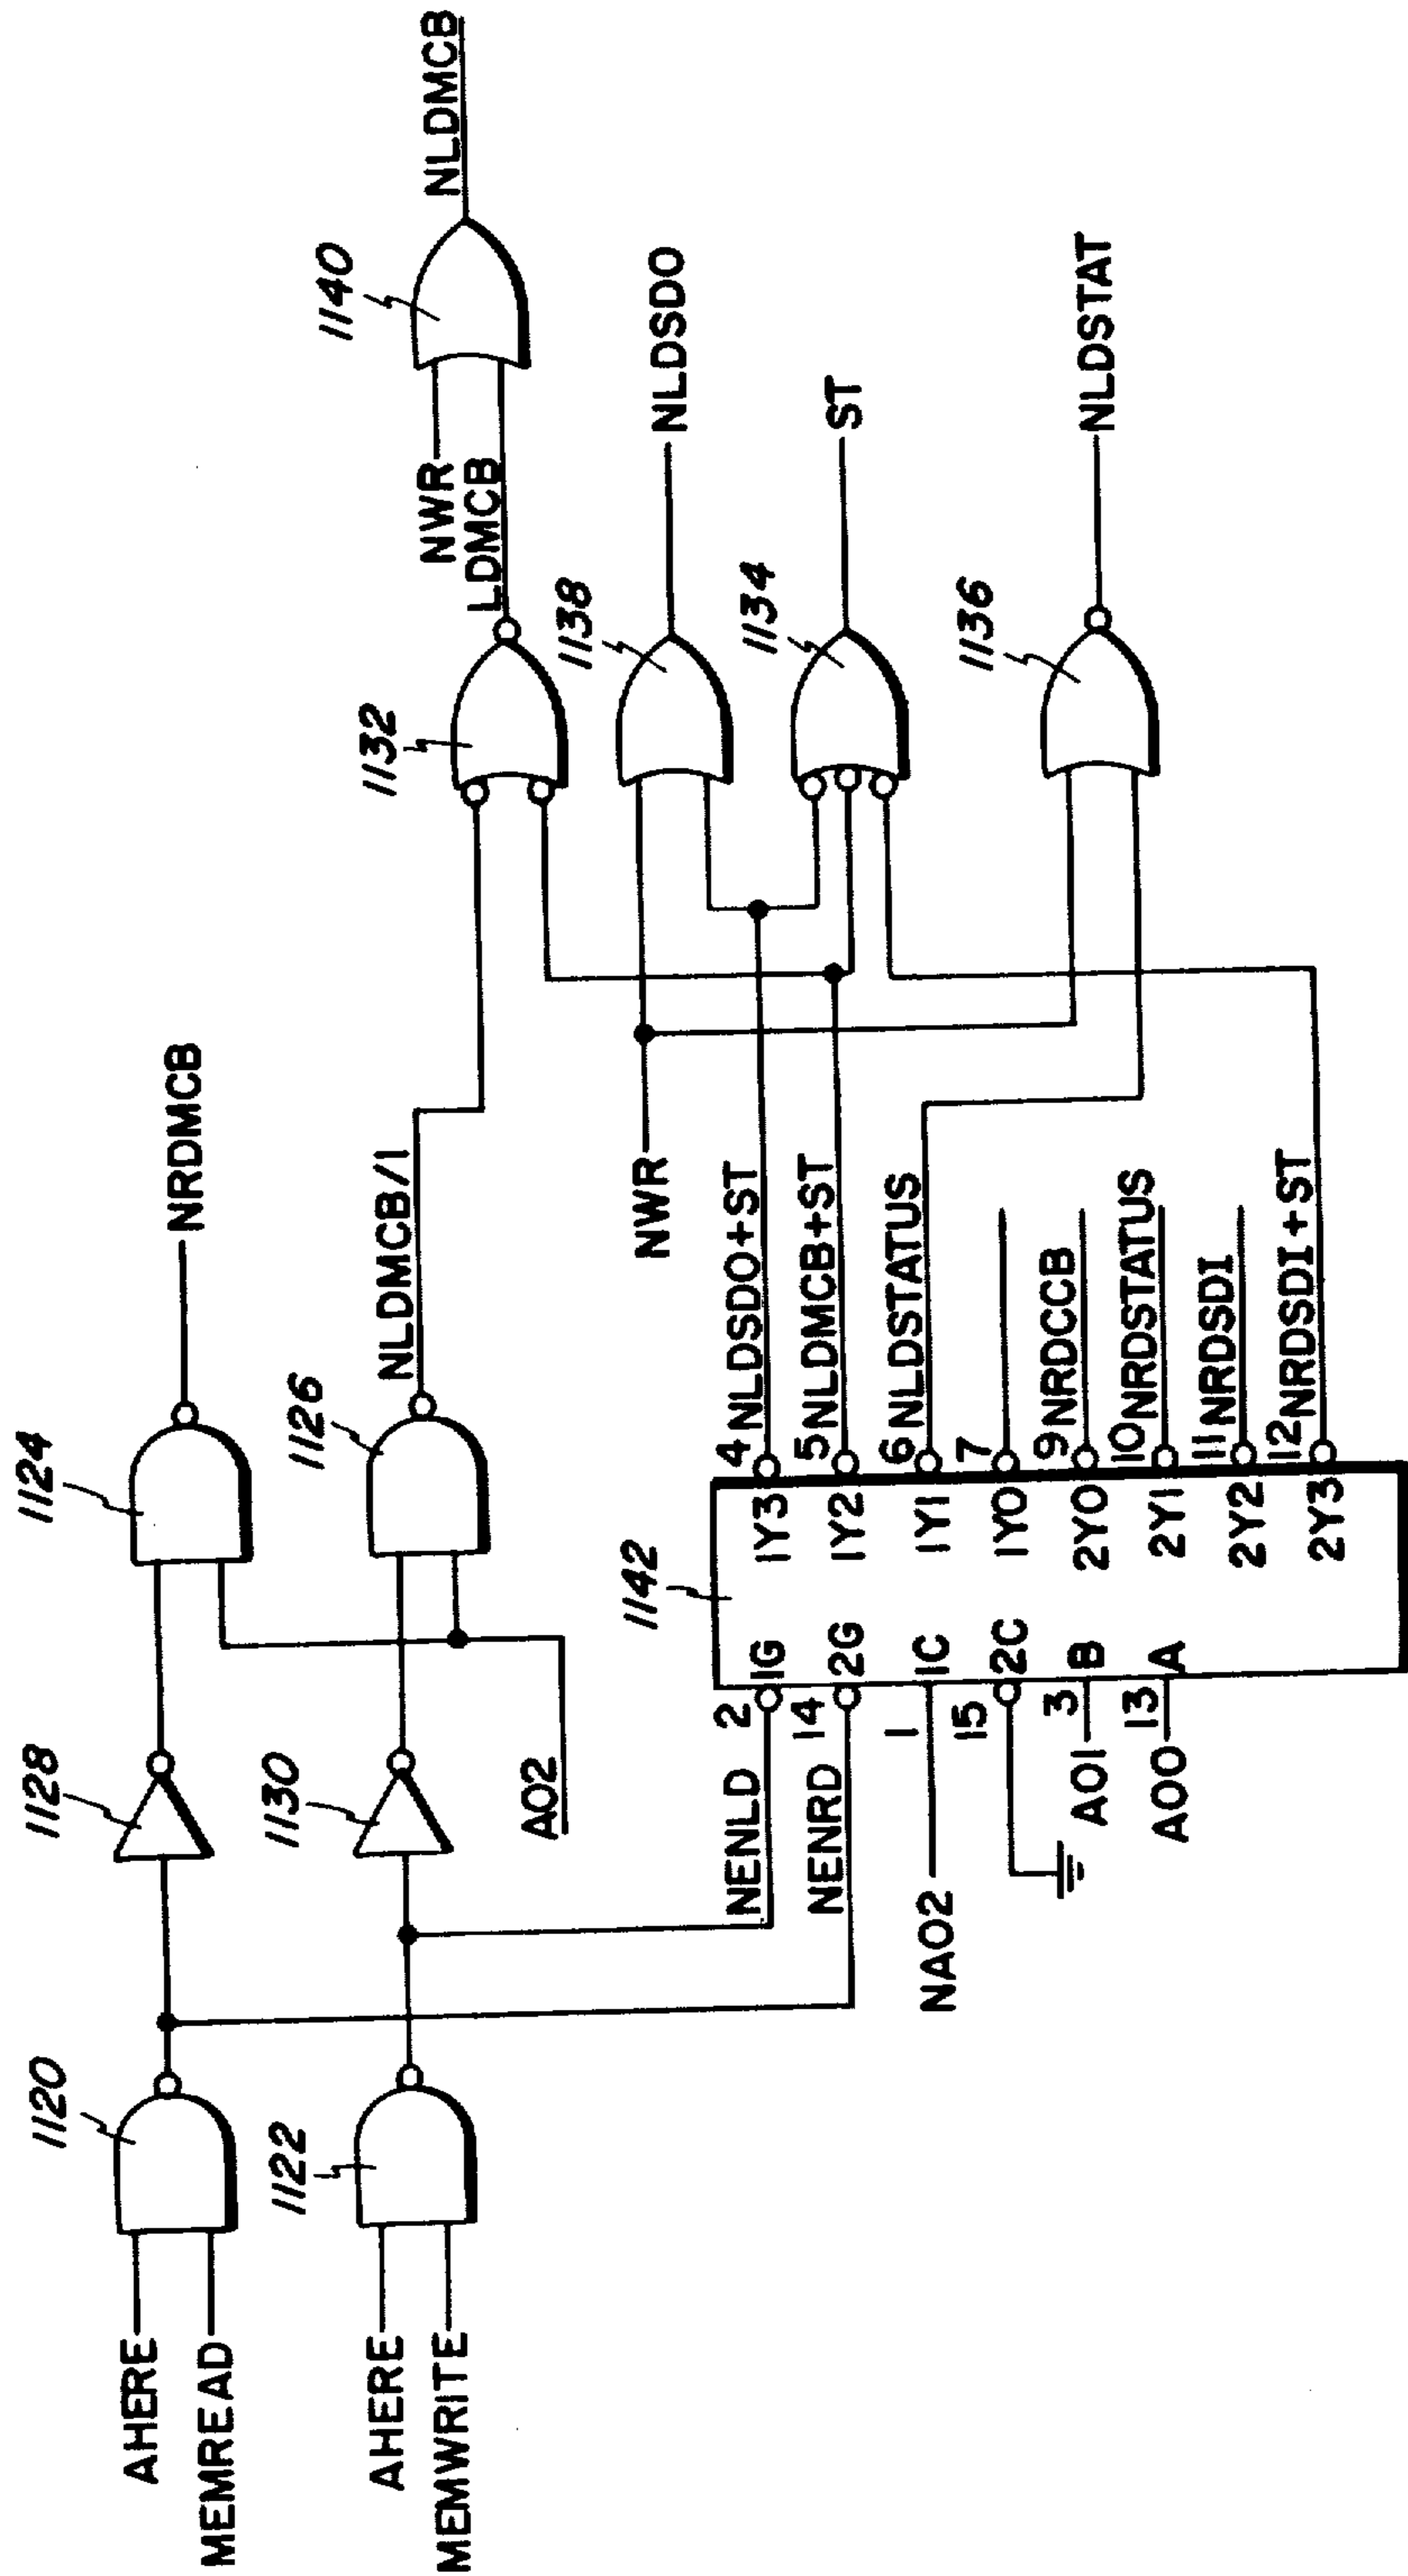 AHERE
MEMREAD
1120
1128
1124
NRDMCB
AHERE
MEMWRITE
1122
1130
1126
NLDMCB/1
A02
1132
NWR
LDMCB
1140
NLDMCB
NWR
1138
NLDSDO
1134
ST
1136
NLDSTAT
1142
NENLD 2 1G
NENRD 14 2G
NA02 1 1C
15 2C
A01 3 B
A00 13 A
1Y3 4 NLDSDO+ST
1Y2 5 NLDMCB+ST
1Y1 6 NLDSTATUS
1Y0 7
2Y0 9 NRDCCB
2Y1 10 NRDSTATUS
2Y2 11 NRDSDI
2Y3 12 NRDSDI+ST